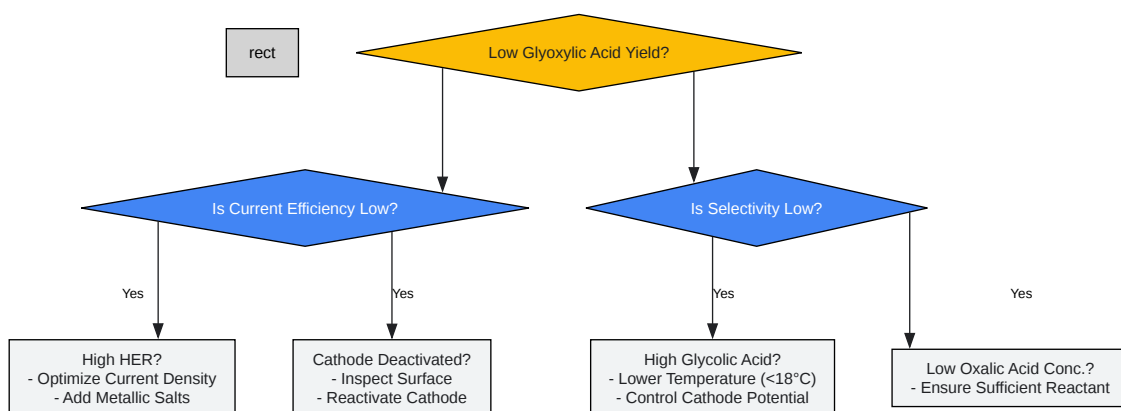 rect
Low Glyoxylic Acid Yield?
Is Current Efficiency Low?
Is Selectivity Low?
Yes
Yes
Yes
Yes
High HER?
- Optimize Current Density
- Add Metallic Salts
Cathode Deactivated?
- Inspect Surface
- Reactivate Cathode
High Glycolic Acid?
- Lower Temperature (<18°C)
- Control Cathode Potential
Low Oxalic Acid Conc.?
- Ensure Sufficient Reactant